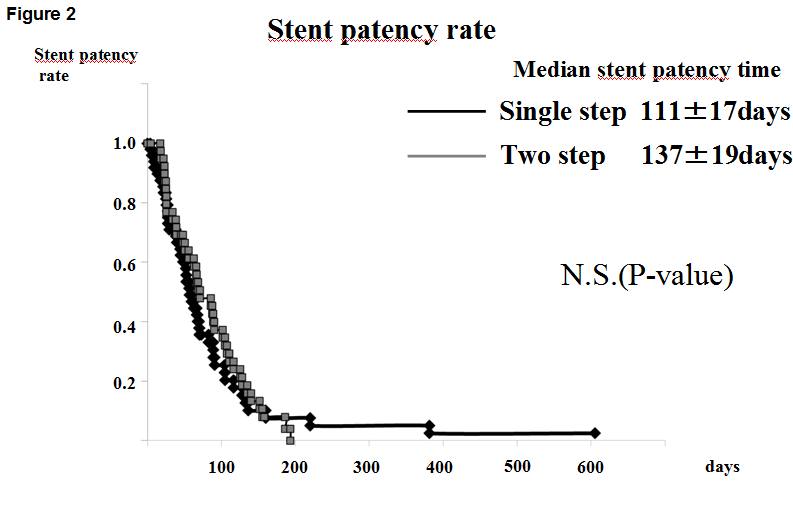 Figure 2
Stent patency rate
Stent patency
rate
Median stent patency time
Single step 111±17days
Two step 137±19days
1.0
0.8
0.6
0.4
0.2
N.S.(P-value)
100 200 300 400 500 600 days